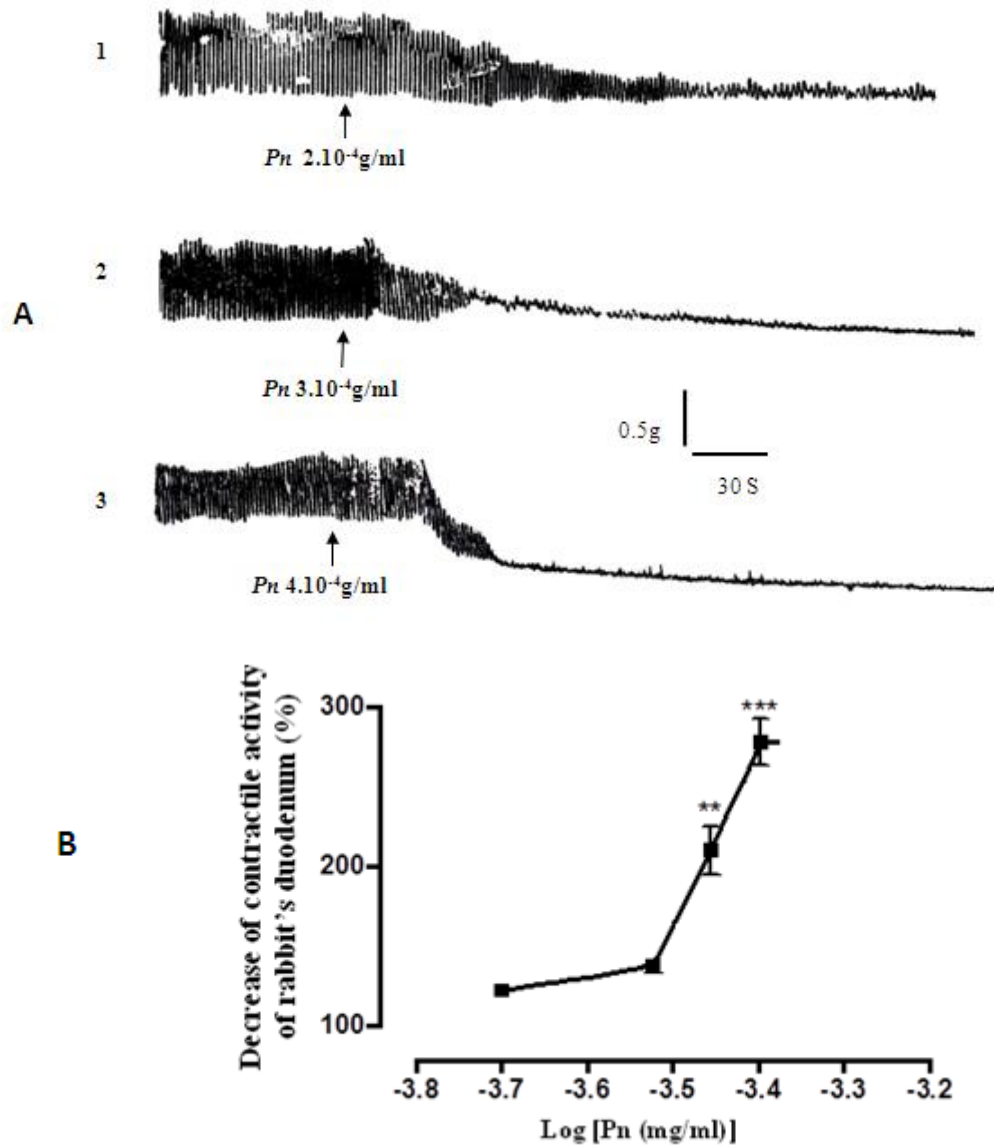 1
Pn 2.10-4g/ml
2
A
Pn 3.10-4g/ml
0.5g
30 S
3
Pn 4.10-4g/ml
B
Decrease of contractile activity
of rabbit's duodenum (%)
300
200
100
***
**
-3.8 -3.7 -3.6 -3.5 -3.4 -3.3 -3.2
Log [Pn (mg/ml)]